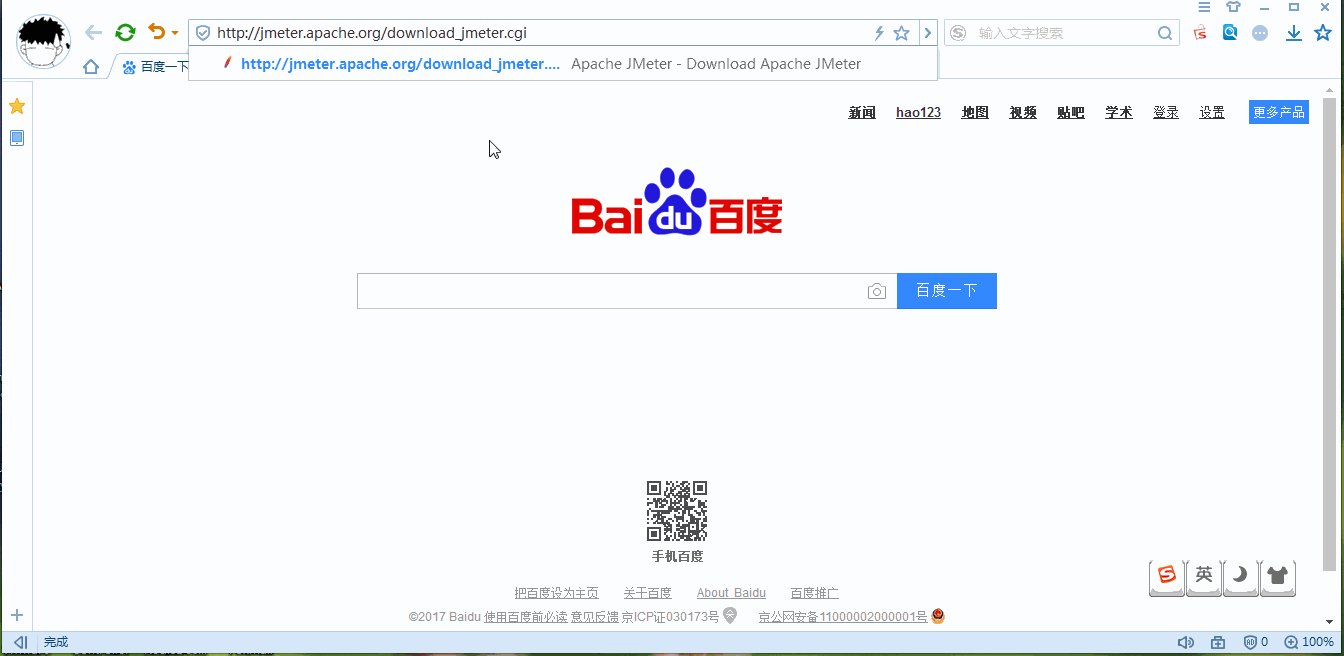 http://jmeter.apache.org/download_jmeter.cgi
输入文字搜索
百度一下
http://jmeter.apache.org/download_jmeter.... Apache JMeter - Download Apache JMeter
新闻 hao123 地图 视频 贴吧 学术 登录 设置 更多产品
Baidu百度
百度一下
手机百度
把百度设为主页 关于百度 About Baidu 百度推广
©2017 Baidu 使用百度前必读 意见反馈 京ICP证030173号 京公网安备11000002000001号
英
完成
0 100%